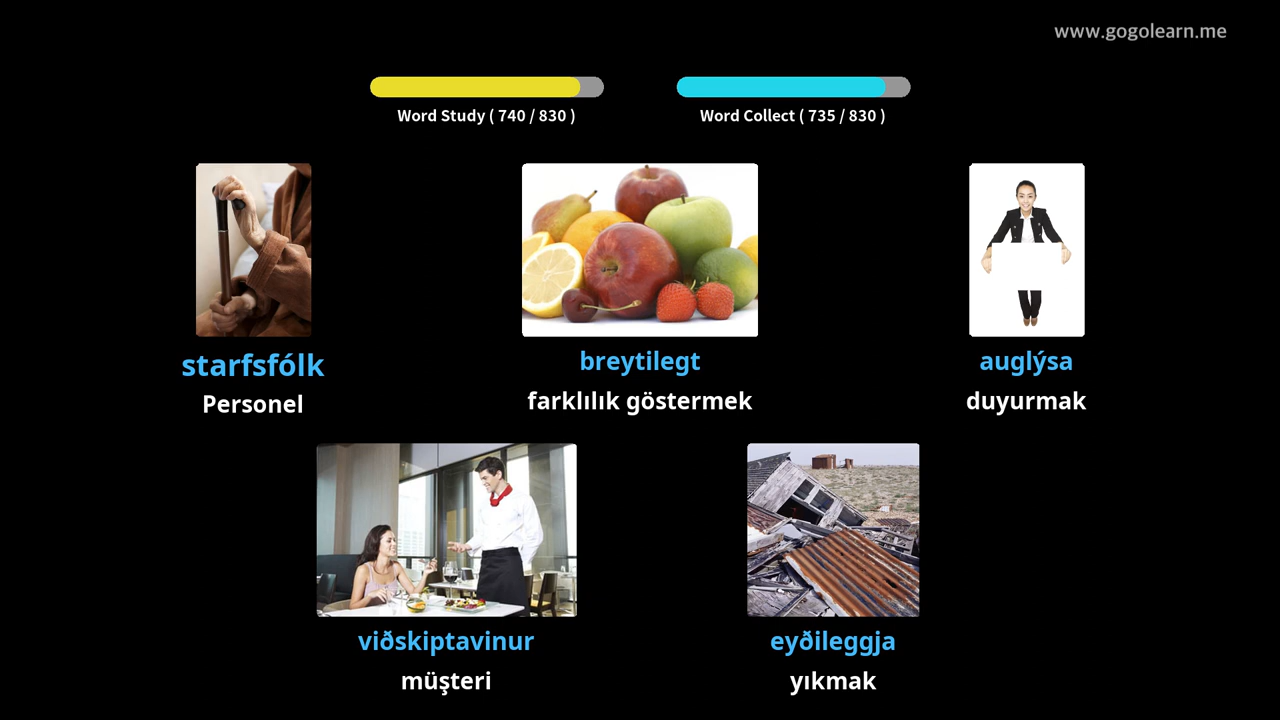 www.gogolearn.me
Word Study ( 740 / 830 )
Word Collect ( 735 / 830 )
starfsfólk
Personel
breytilegt
farklılık göstermek
auglýsa
duyurmak
viðskiptavinur
müşteri
eyðileggja
yıkmak